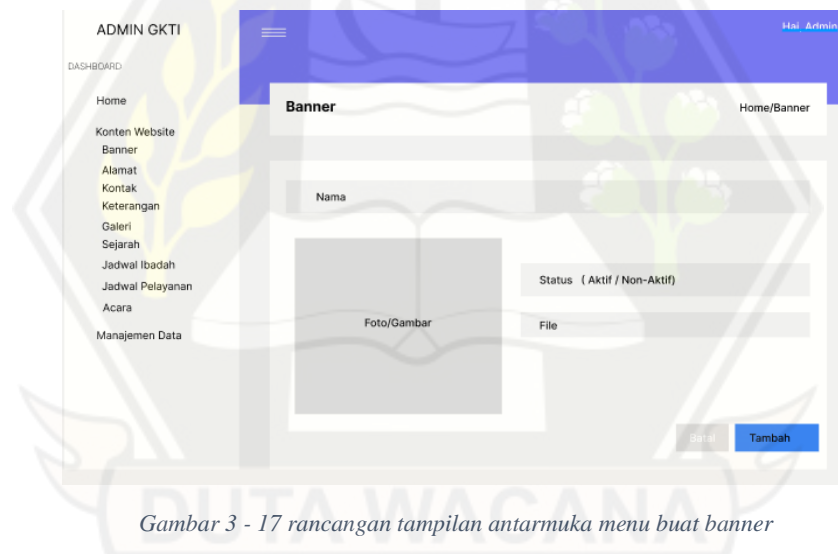 ADMIN GKTI
Hai, Admin
DASHBOARD
Home
Konten Website
Banner
Alamat
Kontak
Keterangan
Galeri
Sejarah
Jadwal Ibadah
Jadwal Pelayanan
Acara
Manajemen Data
Banner
Home/Banner
Nama
Foto/Gambar
Status ( Aktif / Non-Aktif)
File
Batal
Tambah
DUTA WACANA
Gambar 3 - 17 rancangan tampilan antarmuka menu buat banner